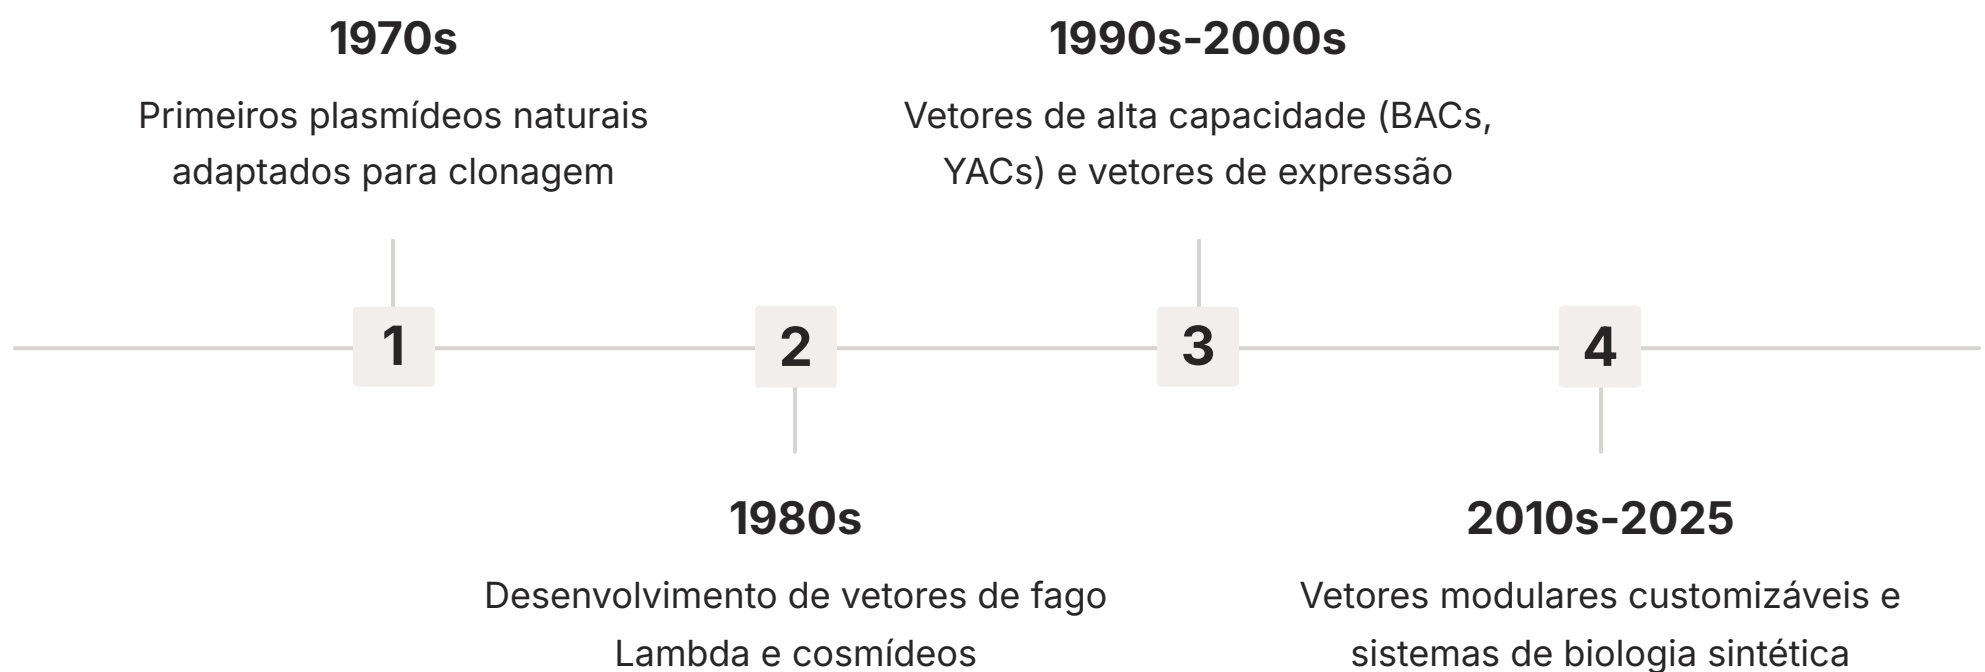 1970s
Primeiros plasmídeos naturais
adaptados para clonagem
1990s-2000s
Vetores de alta capacidade (BACs,
YACs) e vetores de expressão
1
2
3
4
1980s
Desenvolvimento de vetores de fago
Lambda e cosmídeos
2010s-2025
Vetores modulares customizáveis e
sistemas de biologia sintética